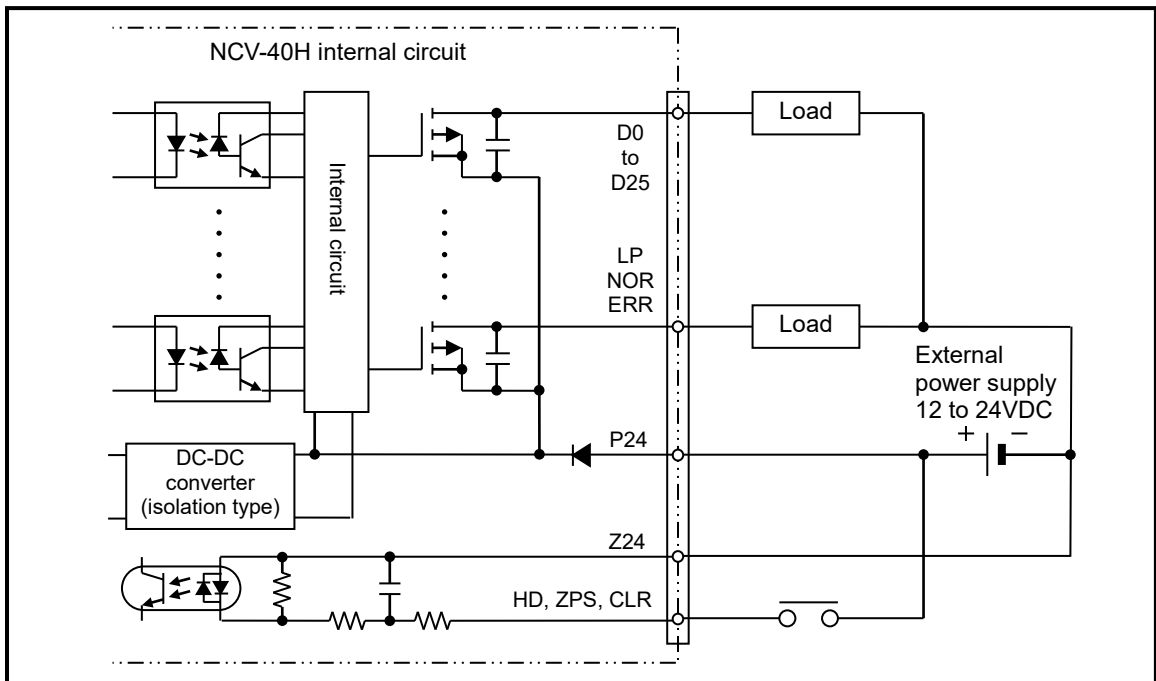 NCV-40H internal circuit
Internal circuit
D0
to
D25
Load
LP
NOR
ERR
Load
External
power supply
12 to 24VDC
+ −
P24
DC-DC
converter
(isolation type)
Z24
HD, ZPS, CLR